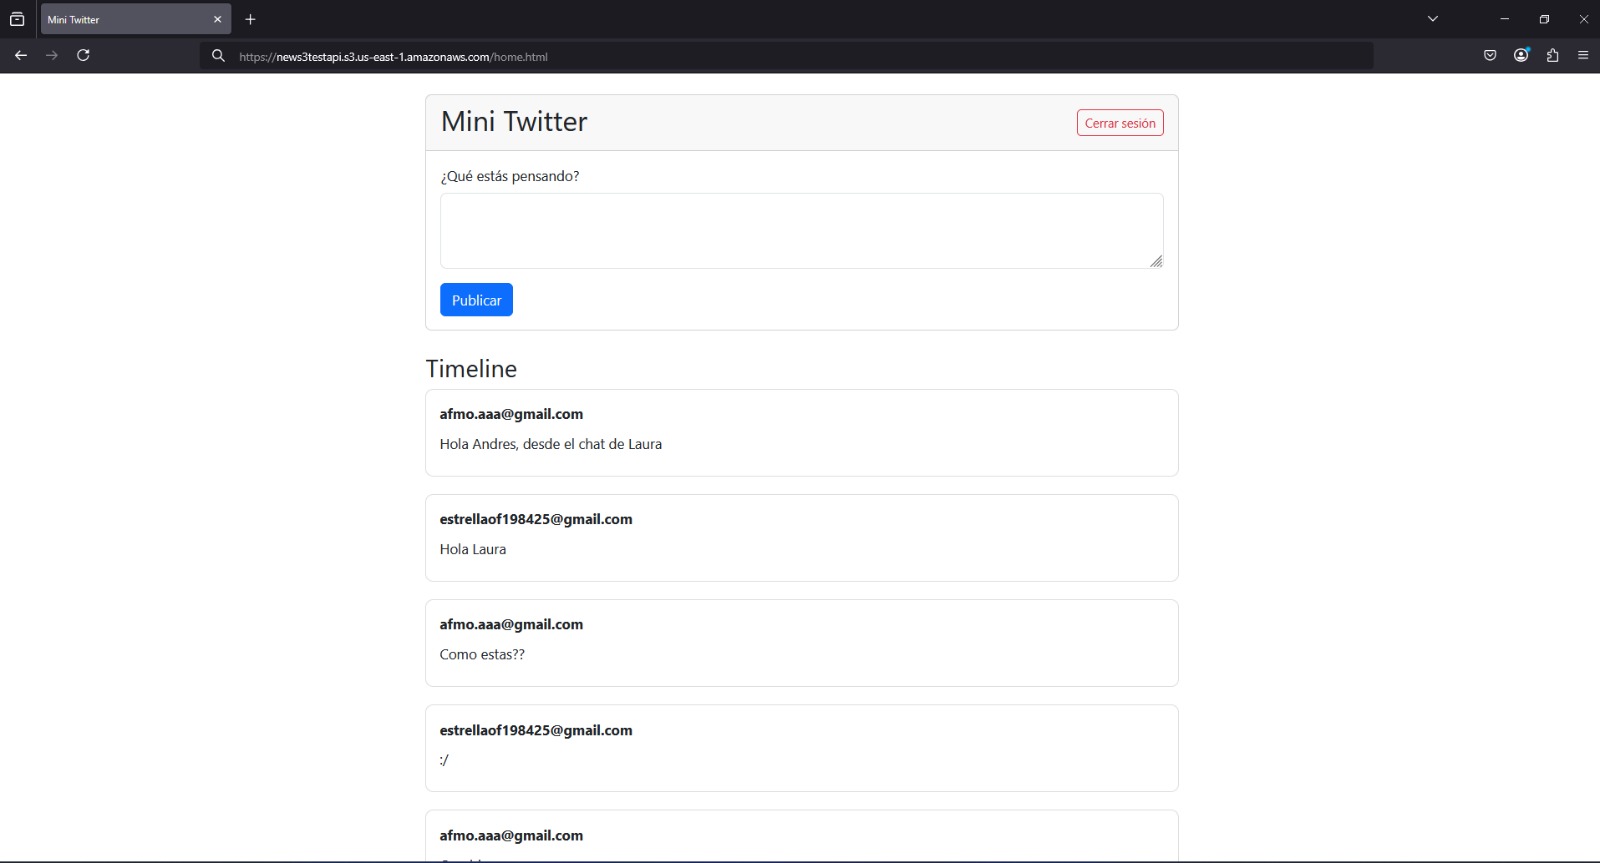 Mini Twitter
https://news3testapi.s3.us-east-1.amazonaws.com/home.html
Mini Twitter
Cerrar sesión
¿Qué estás pensando?
Publicar
Timeline
afmo.aaa@gmail.com
Hola Andres, desde el chat de Laura
estrellaof198425@gmail.com
Hola Laura
afmo.aaa@gmail.com
Como estas??
estrellaof198425@gmail.com
:/
afmo.aaa@gmail.com